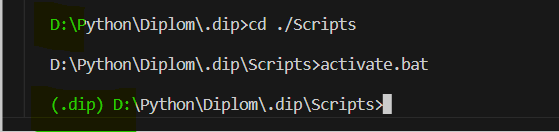 D:\Python\Diplom\.dip>cd ./Scripts
D:\Python\Diplom\.dip\Scripts>activate.bat
(.dip) D:\Python\Diplom\.dip\Scripts>